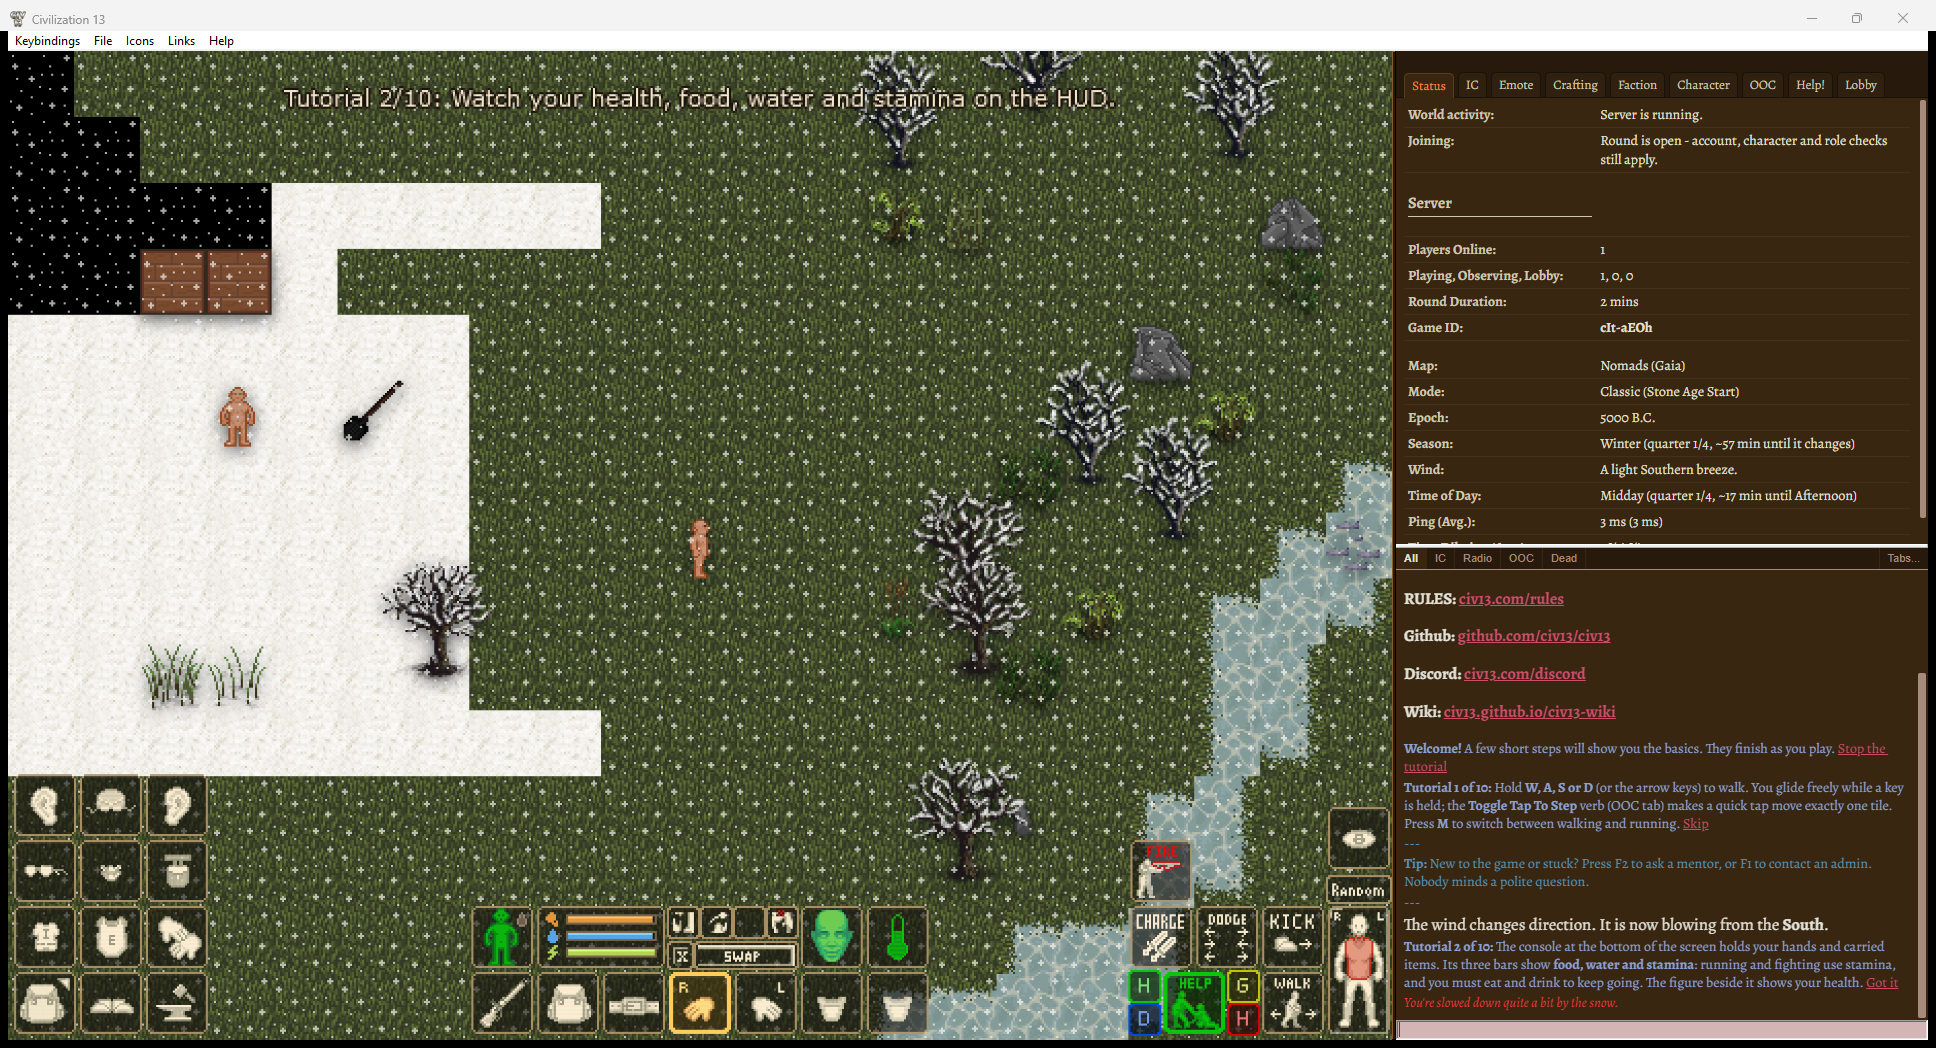 Civilization 13
Keybindings File Icons Links Help
Tutorial 2/10: Watch your health, food, water and stamina on the HUD.
Status IC Emote Crafting Faction Character OOC Help! Lobby
World activity: Server is running.
Joining: Round is open - account, character and role checks
still apply.
Server
Players Online: 1
Playing, Observing, Lobby: 1, 0, 0
Round Duration: 2 mins
Game ID: cIt-aEOh
Map: Nomads (Gaia)
Mode: Classic (Stone Age Start)
Epoch: 5000 B.C.
Season: Winter (quarter 1/4, ~57 min until it changes)
Wind: A light Southern breeze.
Time of Day: Midday (quarter 1/4, ~17 min until Afternoon)
Ping (Avg.): 3 ms (3 ms)
All IC Radio OOC Dead Tabs...
RULES: civ13.com/rules
Github: github.com/civ13/civ13
Discord: civ13.com/discord
Wiki: civ13.github.io/civ13-wiki
Welcome! A few short steps will show you the basics. They finish as you play. Stop the
tutorial
Tutorial 1 of 10: Hold W, A, S or D (or the arrow keys) to walk. You glide freely while a key
is held; the Toggle Tap To Step verb (OOC tab) makes a quick tap move exactly one tile.
Press M to switch between walking and running. Skip
---
Tip: New to the game or stuck? Press F2 to ask a mentor, or F1 to contact an admin.
Nobody minds a polite question.
---
The wind changes direction. It is now blowing from the South.
Tutorial 2 of 10: The console at the bottom of the screen holds your hands and carried
items. Its three bars show food, water and stamina: running and fighting use stamina,
and you must eat and drink to keep going. The figure beside it shows your health. Got it
You're slowed down quite a bit by the snow.
FIRE
B
Random
CHARGE DODGE KICK
R L
X SWAP
I E
R L
H HELP G WALK
D H